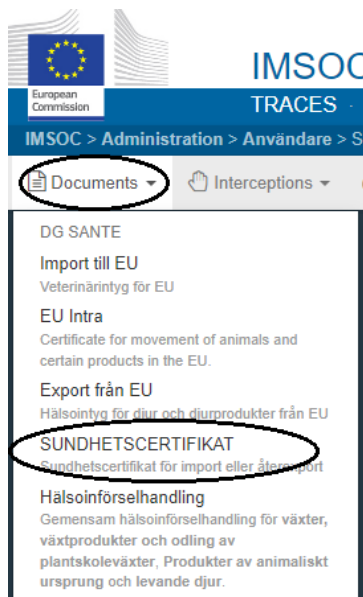 IMSOC
European
Commission
TRACES
IMSOC > Administration > Användare > S
Documents
Interceptions
DG SANTE
Import till EU
Veterinärintyg för EU
EU Intra
Certificate for movement of animals and
certain products in the EU.
Export från EU
Hälsointyg för djur och djurprodukter från EU
SUNDHETSCERTIFIKAT
Sundhetscertifikat för import eller återexport
Hälsoinförselhandling
Gemensam hälsoinförselhandling för växter,
växtprodukter och odling av
plantskoleväxter, Produkter av animaliskt
ursprung och levande djur.